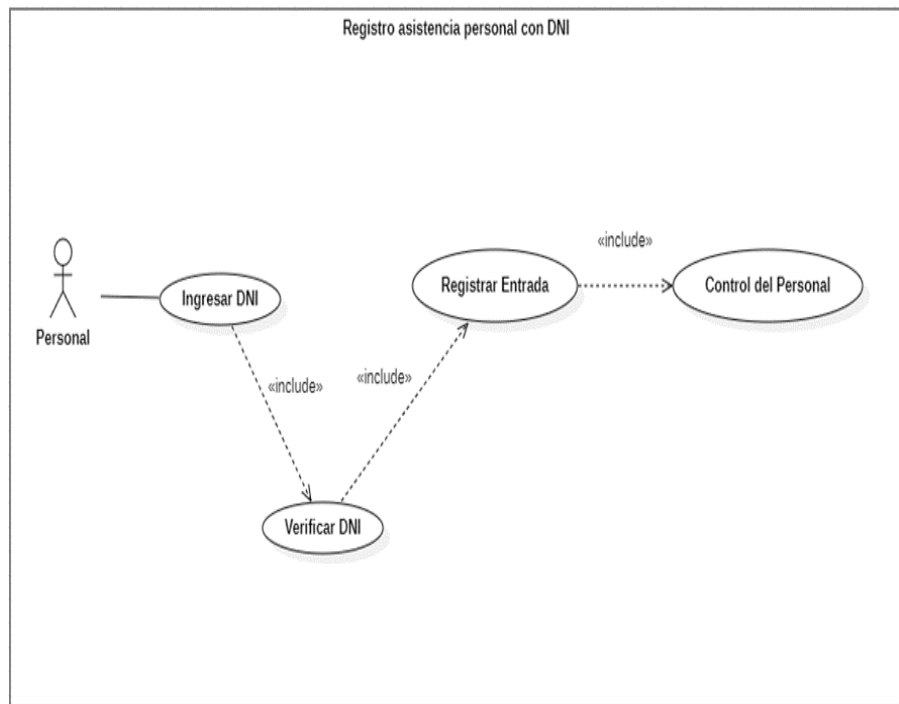 Registro asistencia personal con DNI
«include»
Registrar Entrada
Control del Personal
Ingresar DNI
Personal
«include»
«include»
Verificar DNI